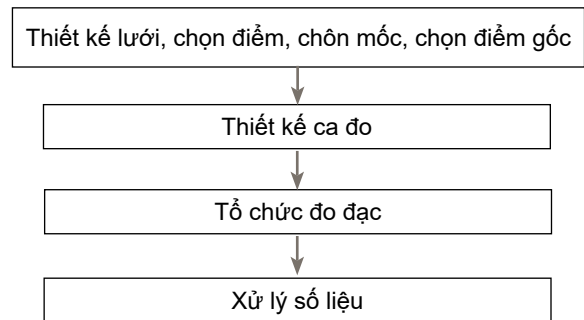 Thiết kế lưới, chọn điểm, chôn mốc, chọn điểm gốc
Thiết kế ca đo
Tổ chức đo đạc
Xử lý số liệu